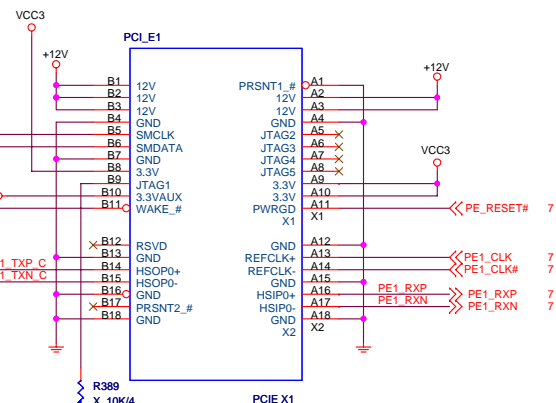 VCC3
PCI_E1
+12V
+12V
B1 12V PRSNT1_# A1
B2 12V 12V A2
B3 12V 12V A3
B4 GND GND A4
B5 SMCLK JTAG2 A5
B6 SMDATA JTAG3 A6
B7 GND JTAG4 A7
B8 3.3V JTAG5 A8
VCC3
B9 JTAG1 3.3V A9
B10 3.3VAUX 3.3V A10
B11 WAKE_# PWRGD A11 PE_RESET# 7
X1 X1
B12 RSVD GND A12
B13 GND REFCLK+ A13 PE1_CLK 7
1_TXP_C B14 HSOP0+ REFCLK- A14 PE1_CLK# 7
1_TXN_C B15 HSOP0- GND A15
B16 GND HSIP0+ A16 PE1_RXP PE1_RXP 7
B17 PRSNT2_# HSIP0- A17 PE1_RXN PE1_RXN 7
B18 GND GND A18
X2 X2
R389
X_10K/4
PCIE X1